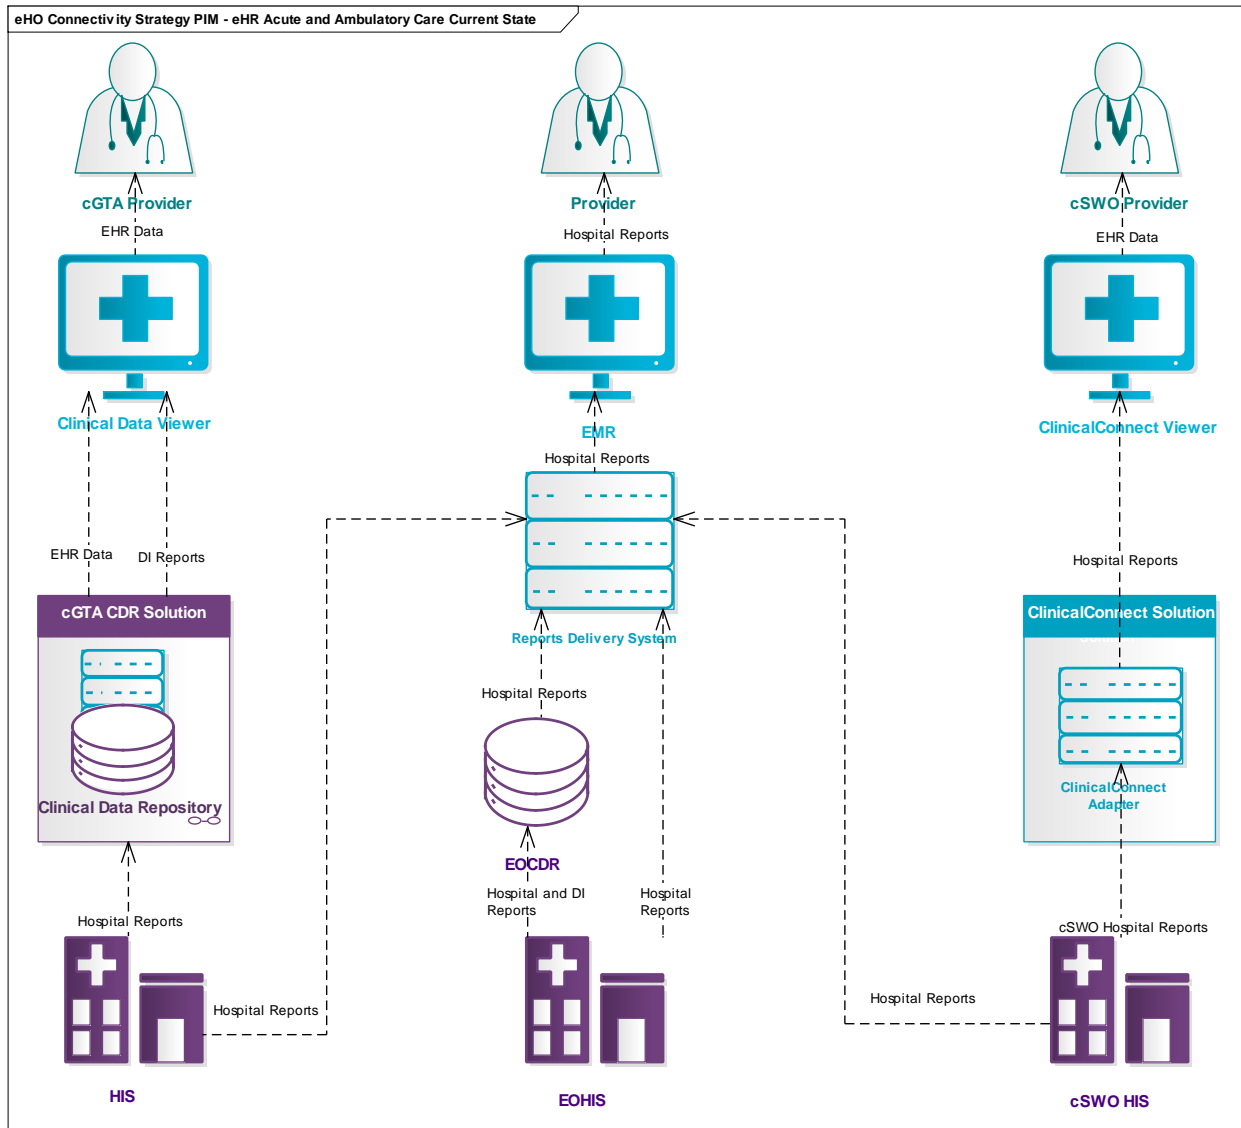 eHO Connectivity Strategy PIM - eHR Acute and Ambulatory Care Current State
cGTA Provider
Provider
cSWO Provider
EHR Data
Hospital Reports
EHR Data
Clinical Data Viewer
EMR
ClinicalConnect Viewer
Hospital Reports
EHR Data
DI Reports
Hospital Reports
cGTA CDR Solution
Reports Delivery System
ClinicalConnect Solution
Hospital Reports
Clinical Data Repository
ClinicalConnect
Adapter
EOCDR
Hospital and DI
Reports
Hospital
Reports
Hospital Reports
cSWO Hospital Reports
Hospital Reports
Hospital Reports
HIS
EOHIS
cSWO HIS